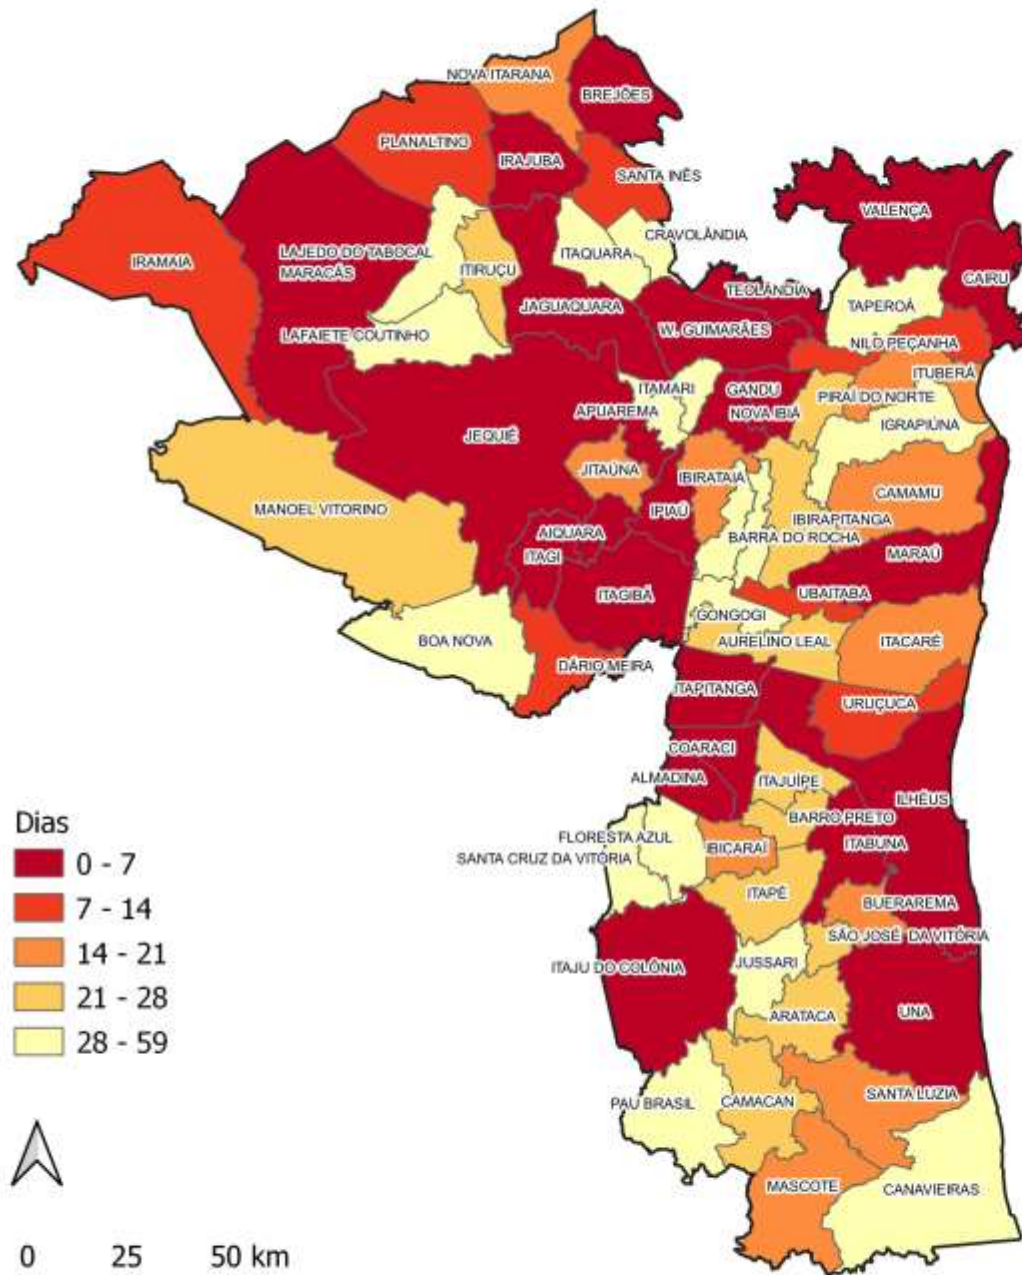 NOVA ITARANA
BREJÕES
PLANALTINO
IRAJUBA
SANTA INÊS
VALENÇA
CRAVOLÂNDIA
LAJEDO DO TABOCAL
ITAQUARA
IRAMAIA
ITIRUÇU
MARACÁS
CAIRU
TEOLÂNDIA
JAGUAQUARA
TAPEROÁ
W. GUIMARÃES
LAFAIETE COUTINHO
NILO PEÇANHA
ITUBERÁ
ITAMARI
GANDU
PIRAÍ DO NORTE
APUAREMA
NOVA IBIÁ
IGRAPIÚNA
JEQUIÉ
JITAÚNA
IBIRATAIA
CAMAMU
MANOEL VITORINO
IPIAÚ
IBIRAPITANGA
AIQUARA
BARRA DO ROCHA
ITAGI
MARAÚ
ITAGIBÁ
UBAITABA
GONGOGI
BOA NOVA
AURELINO LEAL
ITACARÉ
DÁRIO MEIRA
ITAPITANGA
URUÇUCA
COARACI
ALMADINA
ITAJUÍPE
ILHÉUS
BARRO PRETO
FLORESTA AZUL
IBICARAÍ
ITABUNA
SANTA CRUZ DA VITÓRIA
ITAPÉ
BUERAREMA
SÃO JOSÉ DA VITÓRIA
ITAJU DO COLÔNIA
JUSSARI
ARATACA
UNA
PAU BRASIL
CAMACAN
SANTA LUZIA
MASCOTE
CANAVIEIRAS
Dias
0 - 7
7 - 14
14 - 21
21 - 28
28 - 59
0 25 50 km